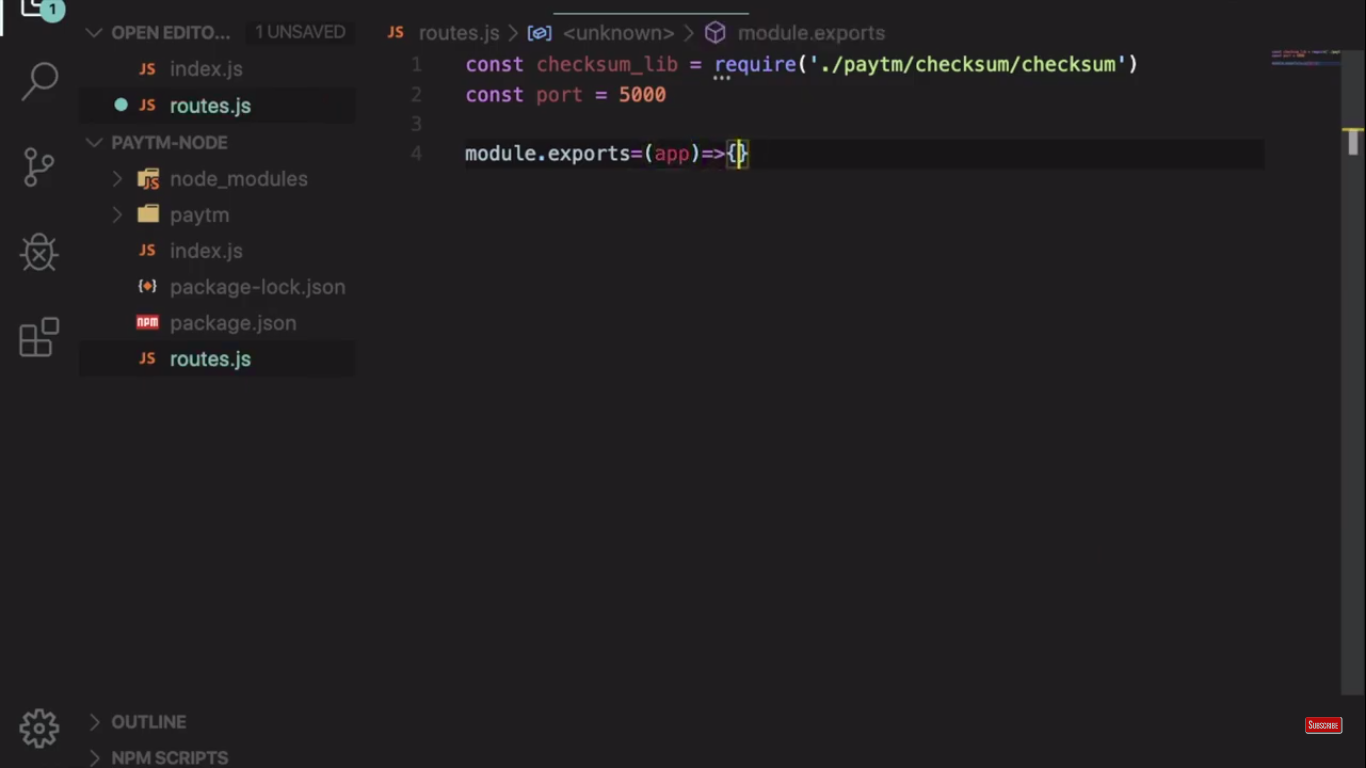 1
OPEN EDITO... 1 UNSAVED
JS index.js
JS routes.js
PAYTM-NODE
JS node_modules
paytm
JS index.js
package-lock.json
npm package.json
JS routes.js
OUTLINE
NPM SCRIPTS
JS routes.js > <unknown> > module.exports
1 const checksum_lib = require('./paytm/checksum/checksum')
2 const port = 5000
3
4 module.exports=(app)=>{}
SUBSCRIBE